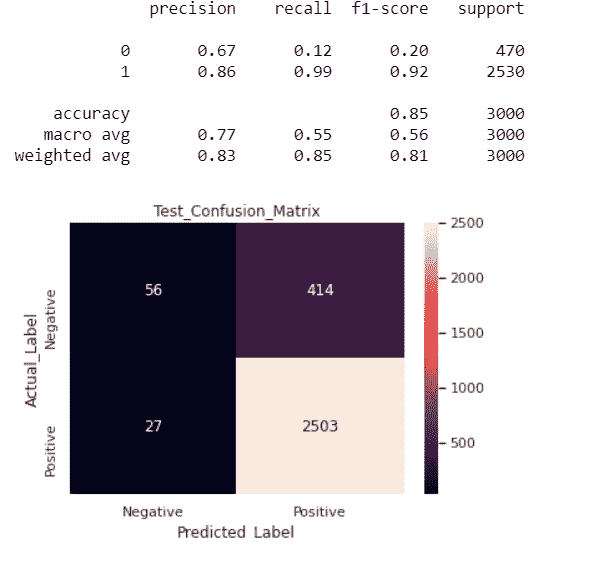 precision recall f1-score support
0 0.67 0.12 0.20 470
1 0.86 0.99 0.92 2530
accuracy 0.85 3000
macro avg 0.77 0.55 0.56 3000
weighted avg 0.83 0.85 0.81 3000
Test_Confusion_Matrix
Actual_Label
Negative
Positive
56 414
27 2503
Negative Positive
Predicted_Label
2500
2000
1500
1000
500